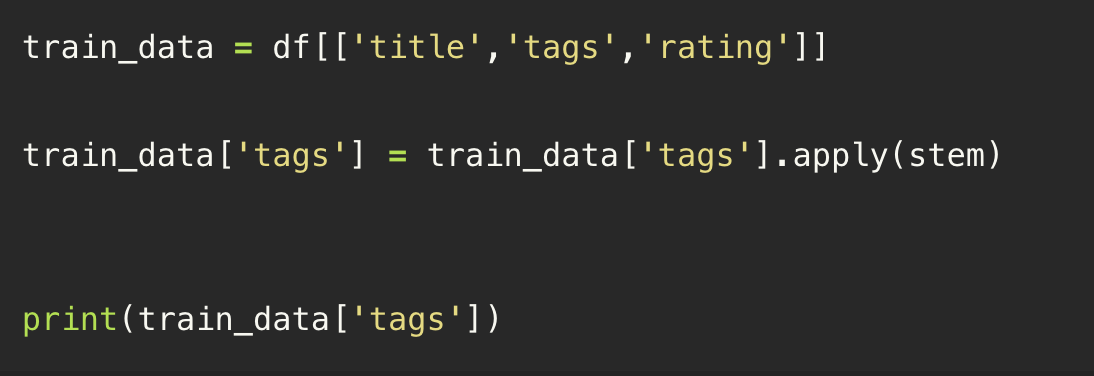 train_data = df[['title','tags','rating']]
train_data['tags'] = train_data['tags'].apply(stem)
print(train_data['tags'])